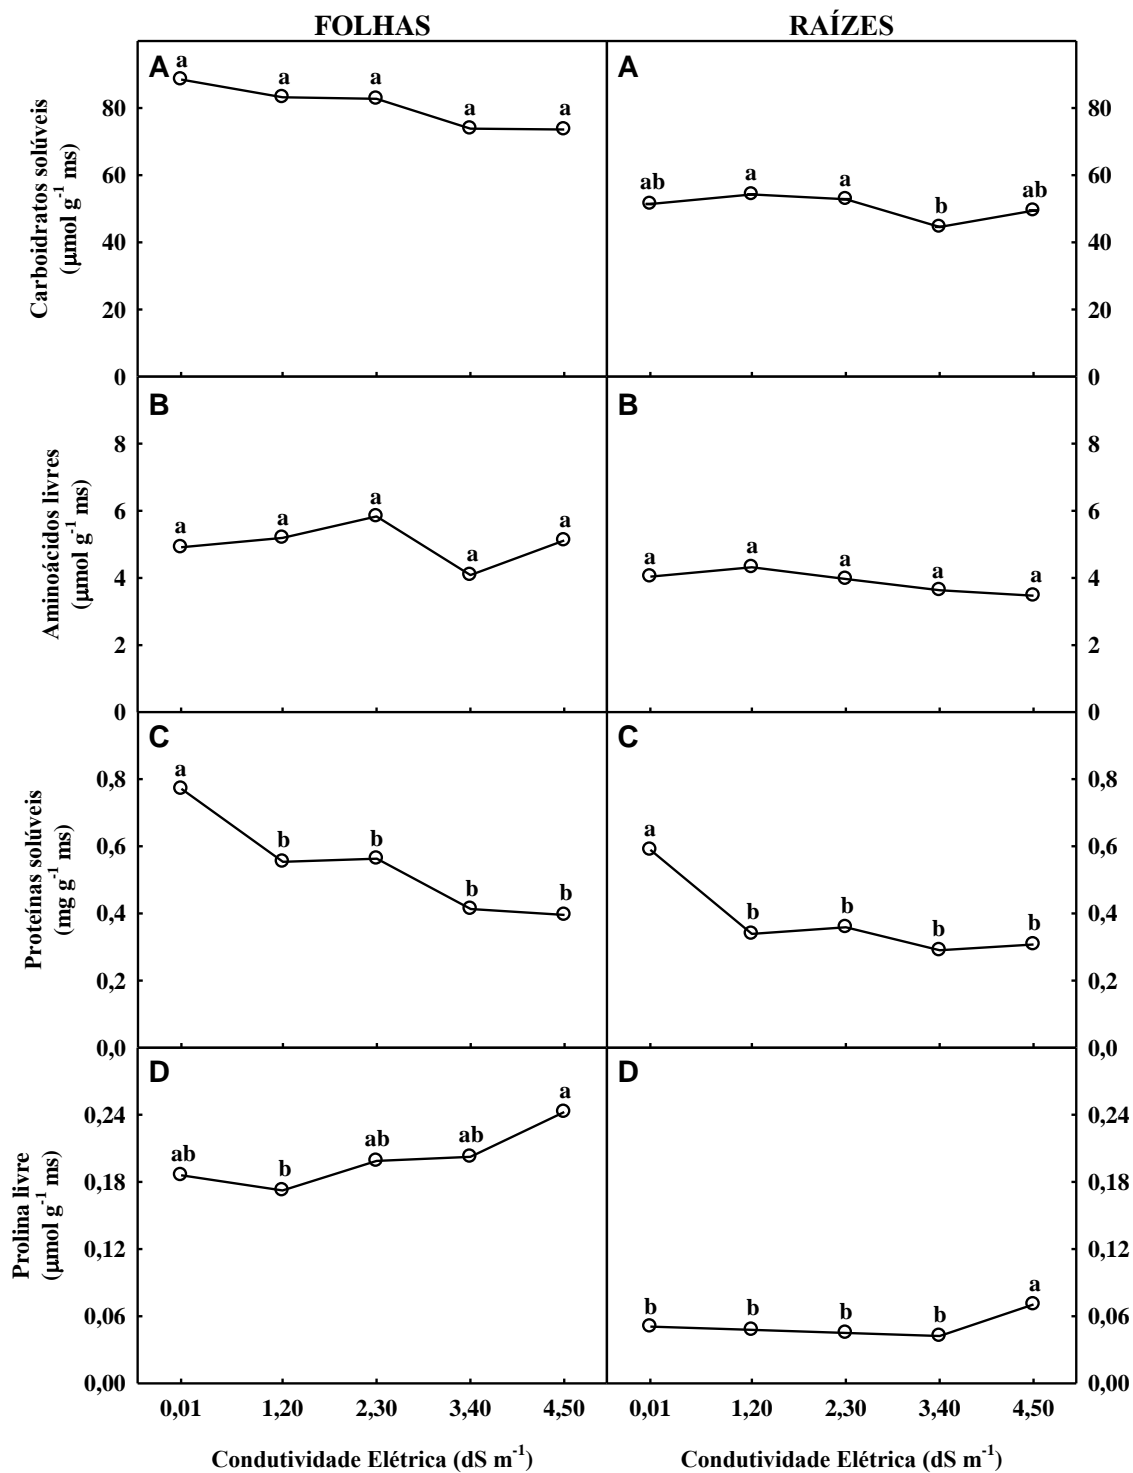 FOLHAS
RAÍZES
Carboidratos solúveis
(μmol g⁻¹ ms)
A
a
a
a
a
a
80
60
40
20
0
A
ab
a
a
b
ab
80
60
40
20
0
Aminoácidos livres
(μmol g⁻¹ ms)
B
a
a
a
a
a
8
6
4
2
0
B
a
a
a
a
a
8
6
4
2
0
Proteínas solúveis
(mg g⁻¹ ms)
C
a
b
b
b
b
0,8
0,6
0,4
0,2
0,0
C
a
b
b
b
b
0,8
0,6
0,4
0,2
0,0
Prolina livre
(μmol g⁻¹ ms)
D
ab
b
ab
ab
a
0,24
0,18
0,12
0,06
0,00
D
b
b
b
b
a
0,24
0,18
0,12
0,06
0,00
0,01 1,20 2,30 3,40 4,50
0,01 1,20 2,30 3,40 4,50
Condutividade Elétrica (dS m⁻¹)
Condutividade Elétrica (dS m⁻¹)